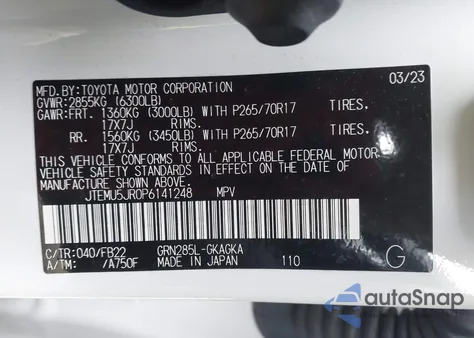 MFD.BY:TOYOTA MOTOR CORPORATION 03/23
GVWR:2855KG (6300LB)
GAWR:FRT. 1360KG (3000LB) WITH P265/70R17 TIRES.
17X7J RIMS.
RR. 1560KG (3450LB) WITH P265/70R17 TIRES.
17X7J RIMS.
THIS VEHICLE CONFORMS TO ALL APPLICABLE FEDERAL MOTOR
VEHICLE SAFETY STANDARDS IN EFFECT ON THE DATE OF
MANUFACTURE SHOWN ABOVE.
JTEMU5JR0P6141248 MPV
C/TR:040/FB22 GRN285L-GKAGKA
A/TM: /A750F MADE IN JAPAN 110 G
autoSnap